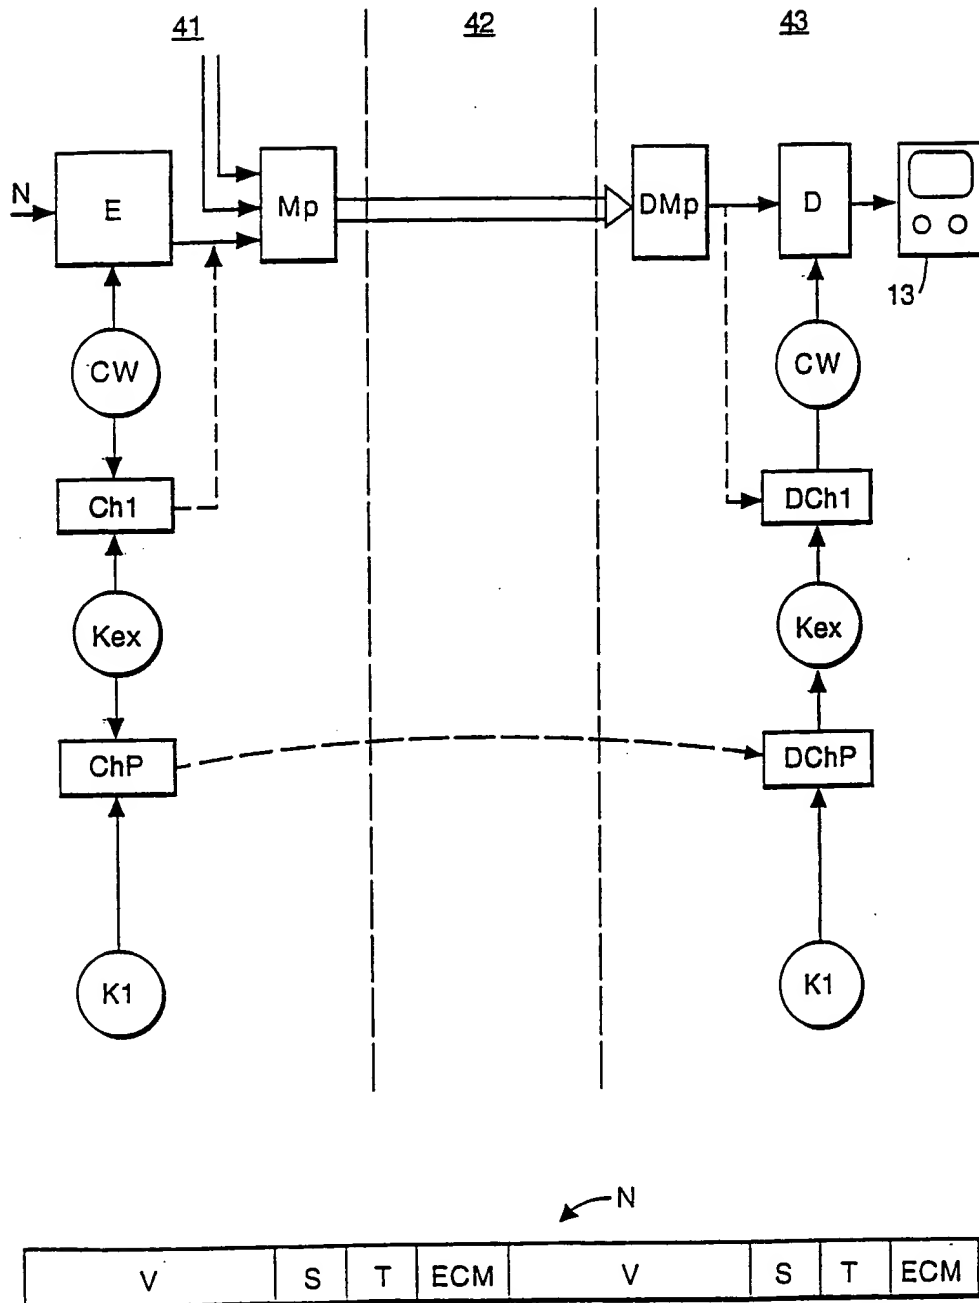 41 42 43
N E Mp DMp D
13
CW CW
Ch1 DCh1
Kex Kex
ChP DChP
K1 K1
N
V S T ECM V S T ECM